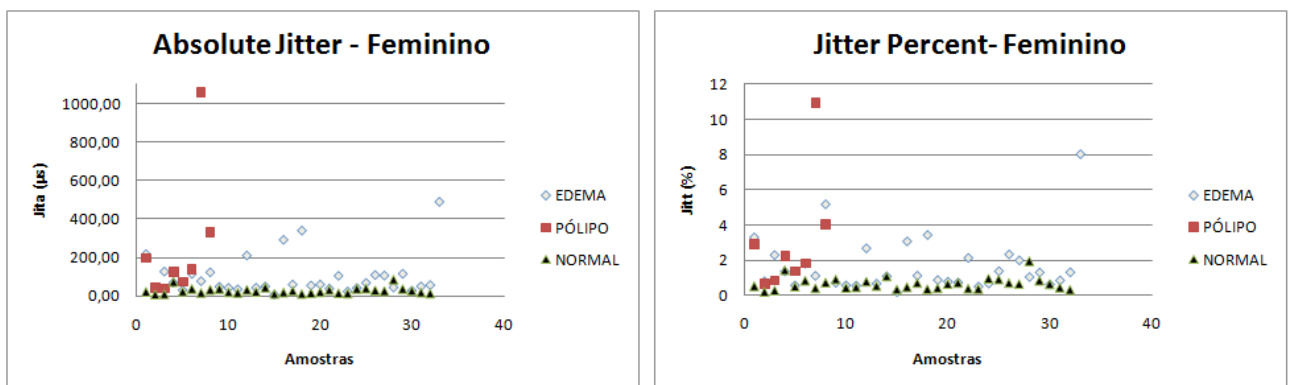 Absolute Jitter - Feminino
Jita (µs)
1000,00
800,00
600,00
400,00
200,00
0,00
0
10
20
30
40
Amostras
EDEMA
PÓLIPO
NORMAL
Jitter Percent- Feminino
Jitt (%)
12
10
8
6
4
2
0
0
10
20
30
40
Amostras
EDEMA
PÓLIPO
NORMAL